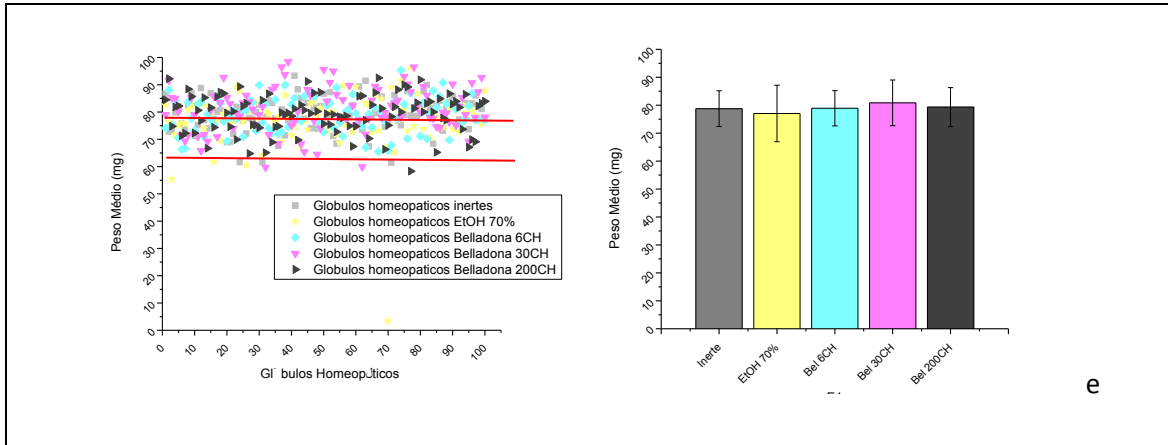 Peso Médio (mg)
100
90
80
70
60
50
40
30
20
10
0
0
10
20
30
40
50
60
70
80
90
100
Globulos homeopaticos inertes
Globulos homeopaticos EtOH 70%
Globulos homeopaticos Belladona 6CH
Globulos homeopaticos Belladona 30CH
Globulos homeopaticos Belladona 200CH
Peso Médio (mg)
100
90
80
70
60
50
40
30
20
10
0
Inerte
EtOH 70%
Bel 6CH
Bel 30CH
Bel 200CH
e